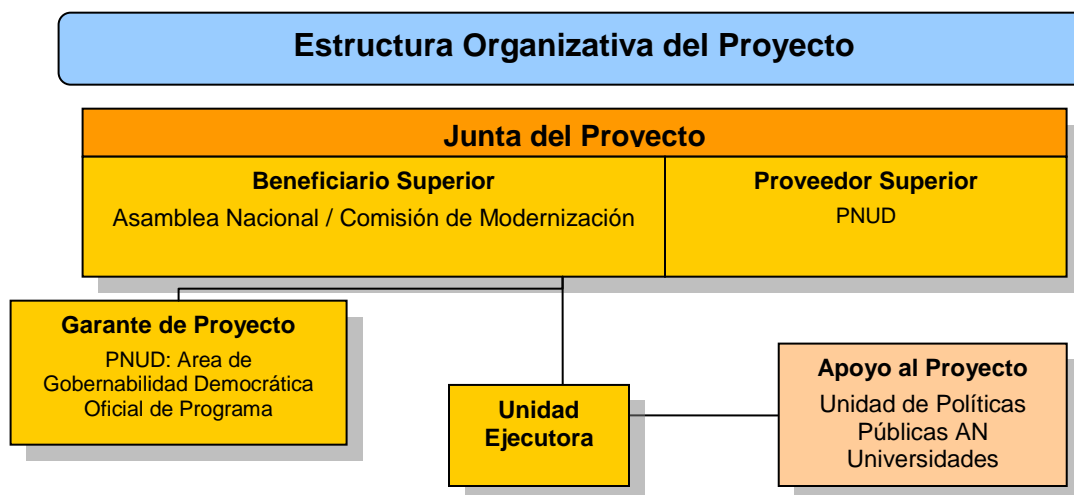 Estructura Organizativa del Proyecto
Junta del Proyecto
Beneficiario Superior
Asamblea Nacional / Comisión de Modernización
Proveedor Superior
PNUD
Garante de Proyecto
PNUD: Area de
Gobernabilidad Democrática
Oficial de Programa
Unidad
Ejecutora
Apoyo al Proyecto
Unidad de Políticas
Públicas AN
Universidades